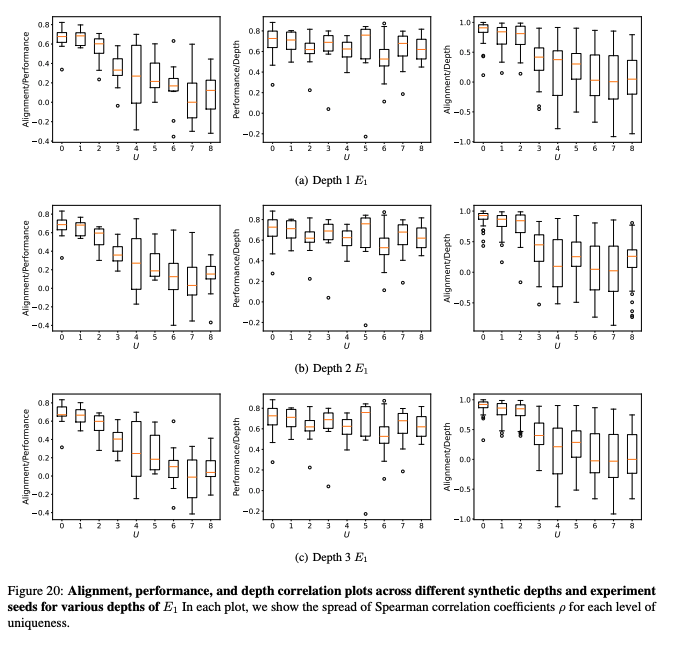 Alignment/Performance
0.8
0.6
0.4
0.2
0.0
−0.2
−0.4
0 1 2 3 4 5 6 7 8
U
Performance/Depth
0.8
0.6
0.4
0.2
0.0
−0.2
0 1 2 3 4 5 6 7 8
U
Alignment/Depth
1.0
0.5
0.0
−0.5
−1.0
0 1 2 3 4 5 6 7 8
U
(a) Depth 1 E₁
Alignment/Performance
0.8
0.6
0.4
0.2
0.0
−0.2
−0.4
0 1 2 3 4 5 6 7 8
U
Performance/Depth
0.8
0.6
0.4
0.2
0.0
−0.2
0 1 2 3 4 5 6 7 8
U
Alignment/Depth
1.0
0.5
0.0
−0.5
0 1 2 3 4 5 6 7 8
U
(b) Depth 2 E₁
Alignment/Performance
0.8
0.6
0.4
0.2
0.0
−0.2
−0.4
0 1 2 3 4 5 6 7 8
U
Performance/Depth
0.8
0.6
0.4
0.2
0.0
−0.2
0 1 2 3 4 5 6 7 8
U
Alignment/Depth
1.0
0.5
0.0
−0.5
−1.0
0 1 2 3 4 5 6 7 8
U
(c) Depth 3 E₁
Figure 20: Alignment, performance, and depth correlation plots across different synthetic depths and experiment
seeds for various depths of E₁ In each plot, we show the spread of Spearman correlation coefficients ρ for each level of
uniqueness.